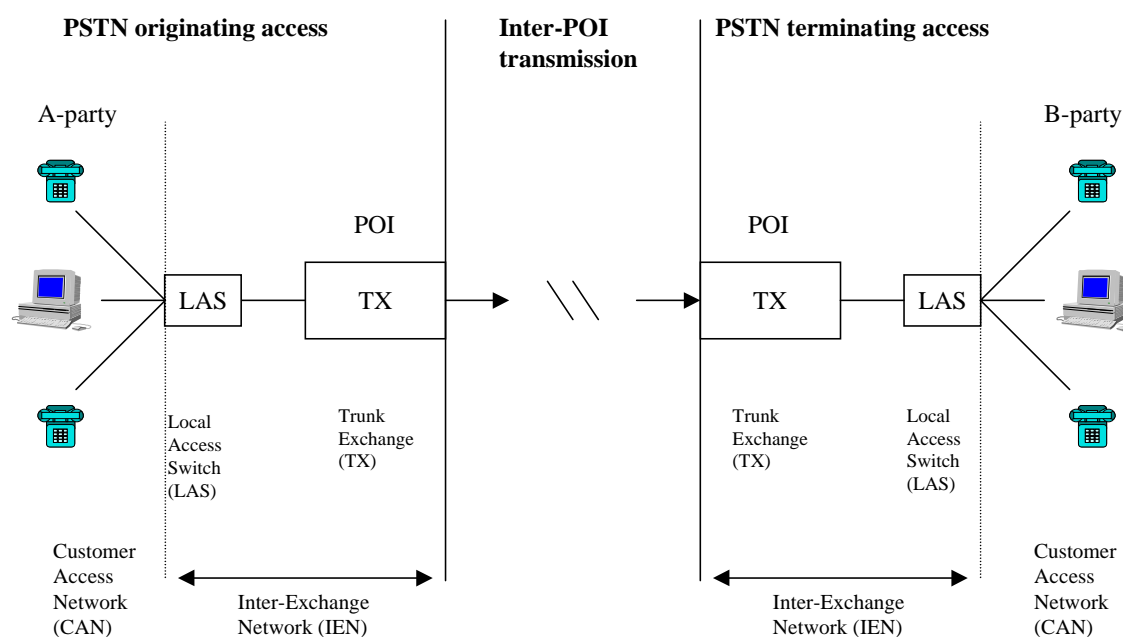 PSTN originating access
Inter-POI
transmission
PSTN terminating access
A-party
B-party
POI
POI
LAS
TX
TX
LAS
Local
Access
Switch
(LAS)
Trunk
Exchange
(TX)
Trunk
Exchange
(TX)
Local
Access
Switch
(LAS)
Customer
Access
Network
(CAN)
Inter-Exchange
Network (IEN)
Inter-Exchange
Network (IEN)
Customer
Access
Network
(CAN)